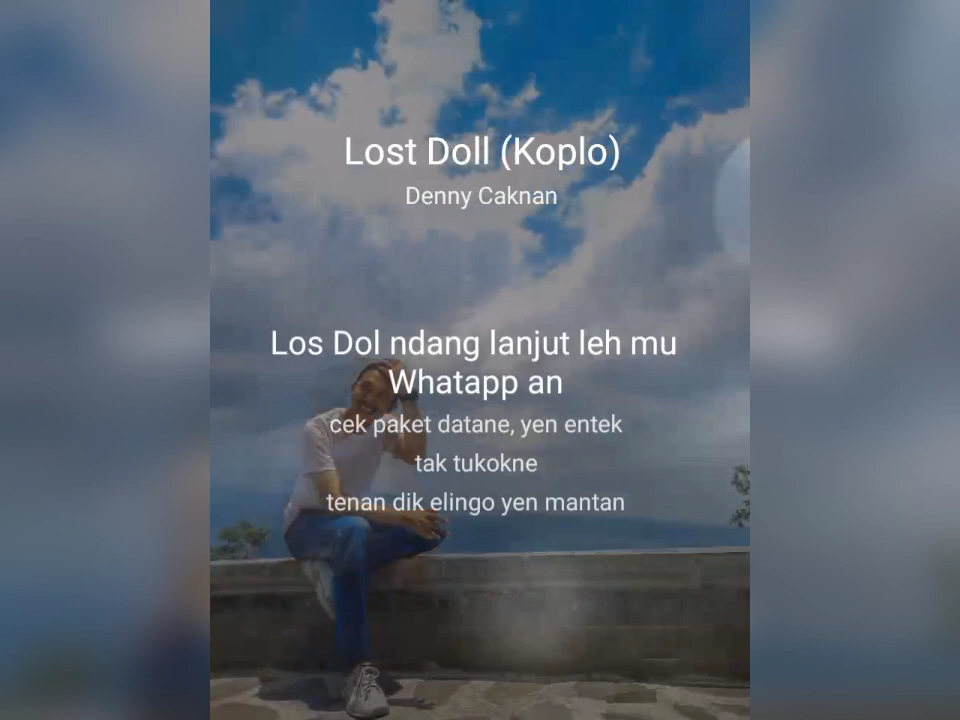 Lost Doll (Koplo)
Denny Caknan
Los Dol ndang lanjut leh mu
Whatapp an
cek paket datane, yen entek
tak tukokne
tenan dik elingo yen mantan